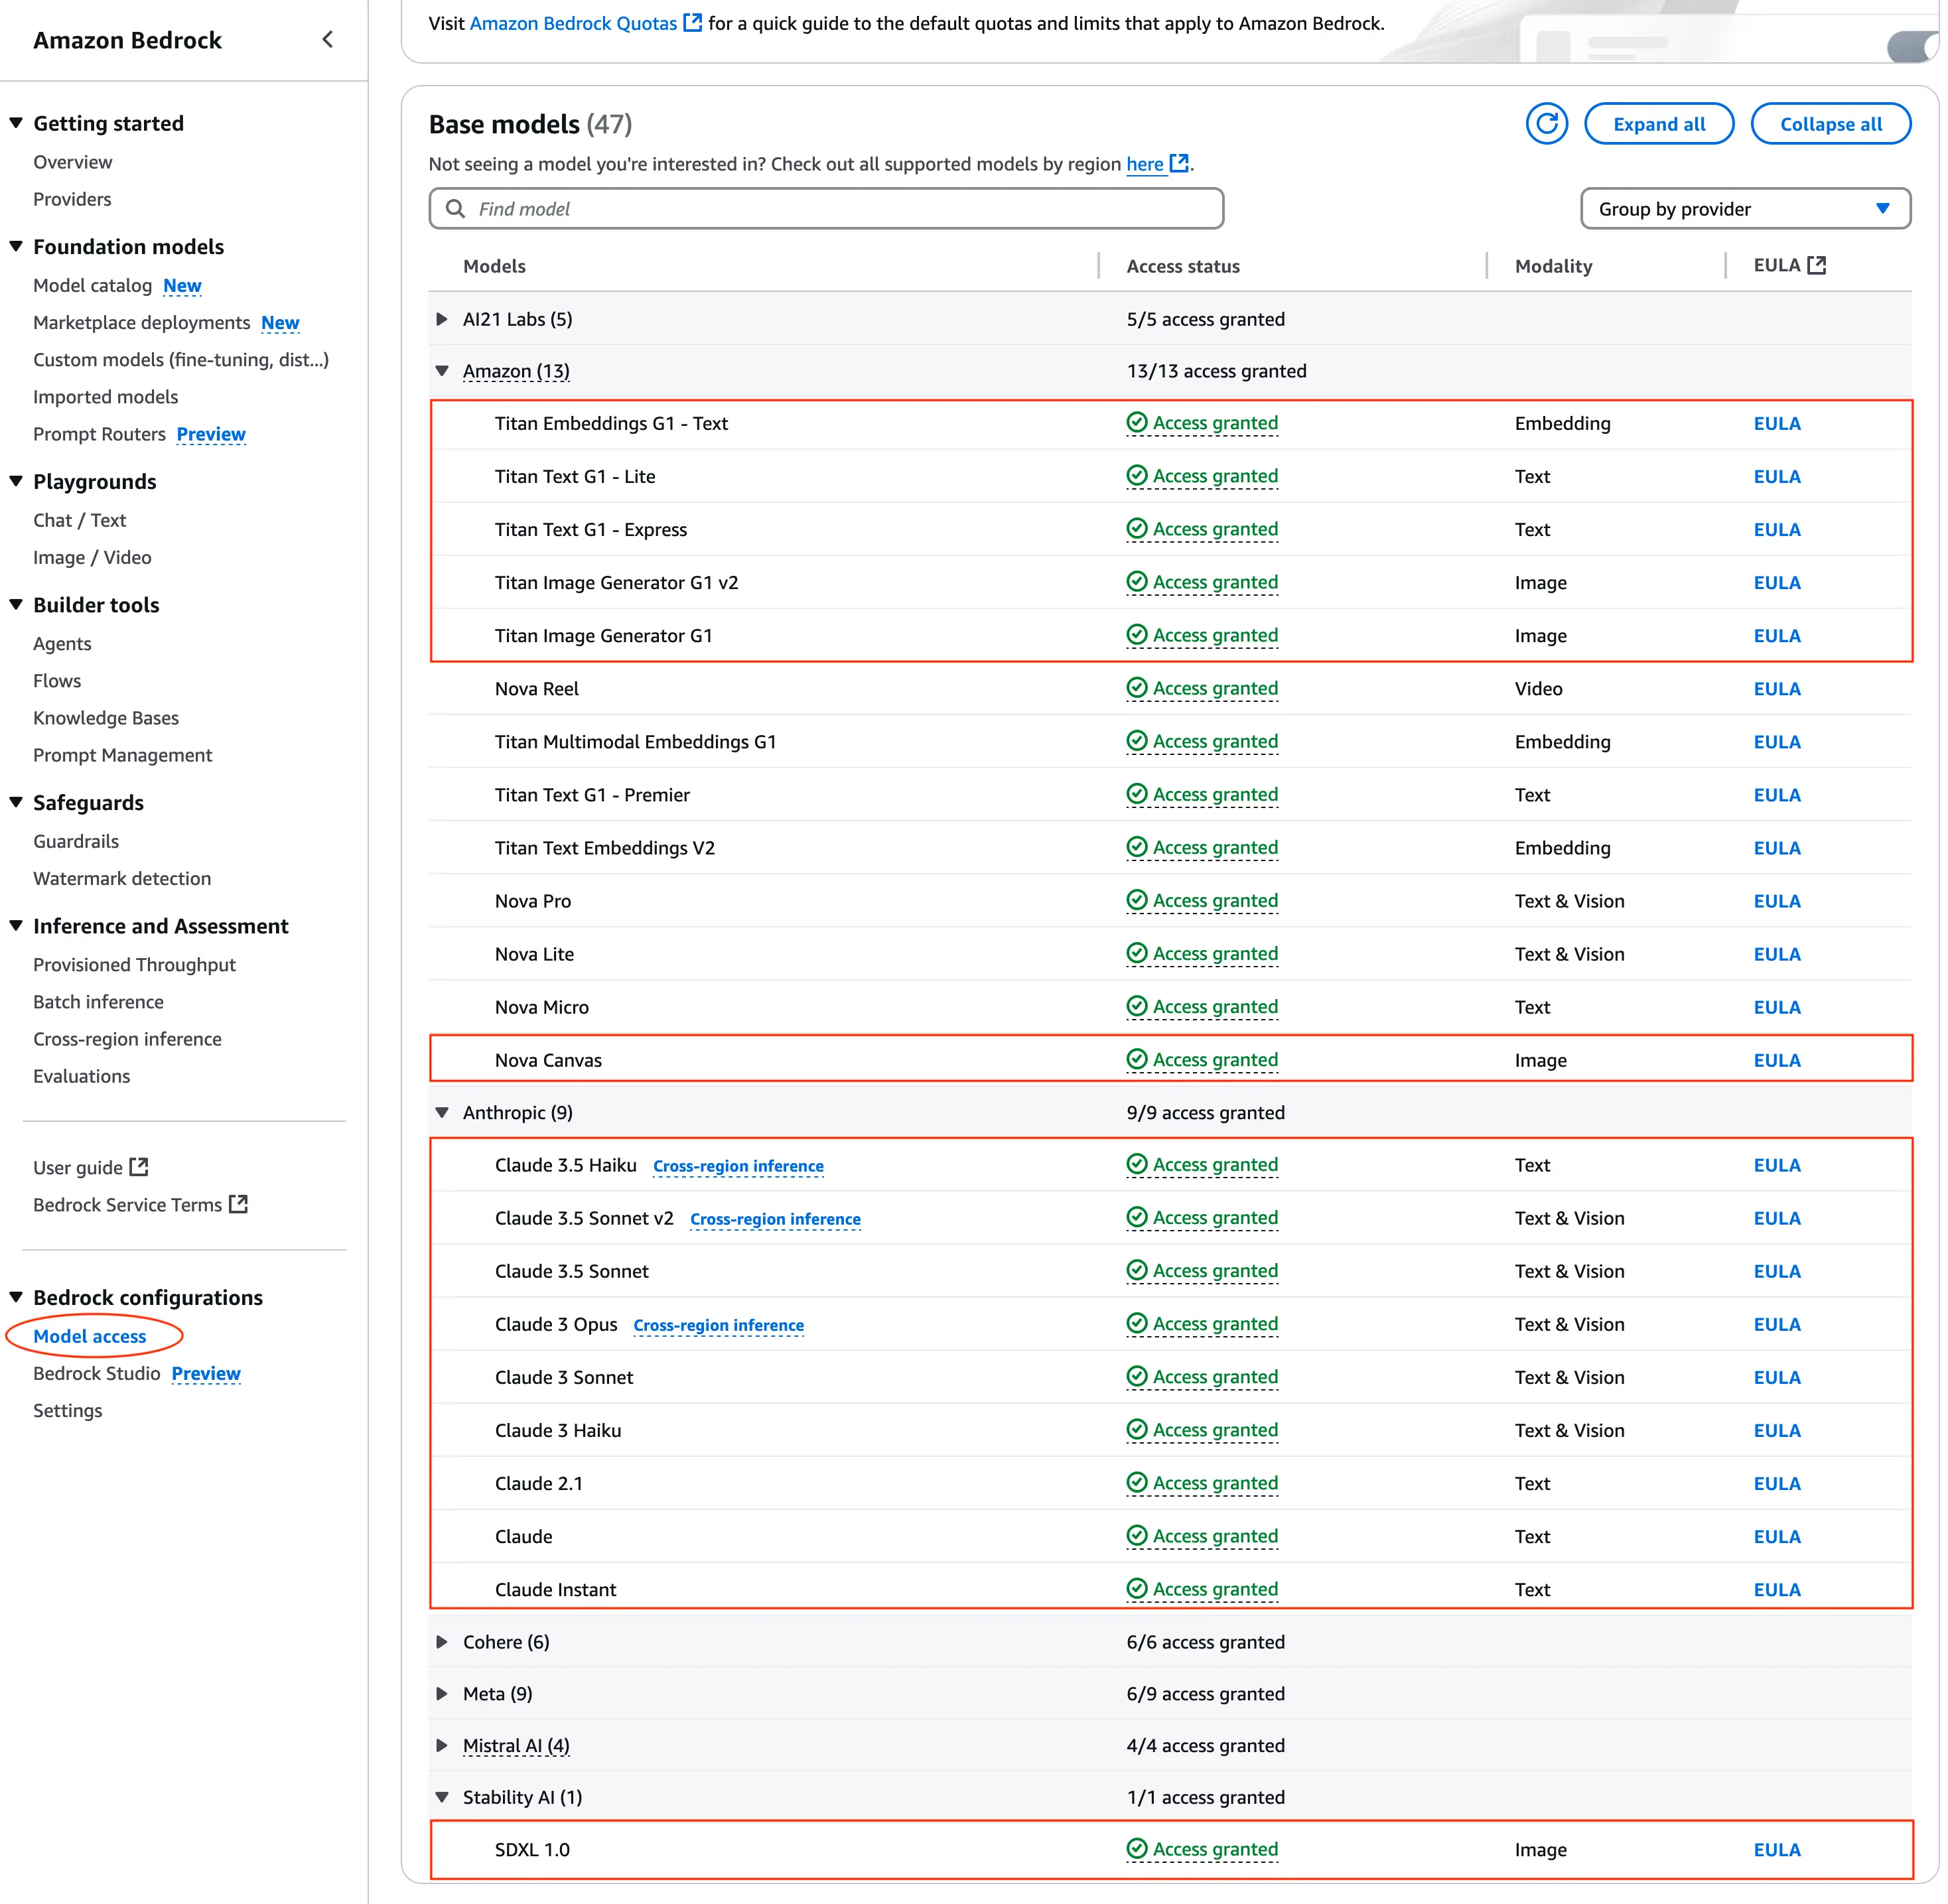 Amazon Bedrock
Getting started
Overview
Providers
Foundation models
Model catalog New
Marketplace deployments New
Custom models (fine-tuning, dist...)
Imported models
Prompt Routers Preview
Playgrounds
Chat / Text
Image / Video
Builder tools
Agents
Flows
Knowledge Bases
Prompt Management
Safeguards
Guardrails
Watermark detection
Inference and Assessment
Provisioned Throughput
Batch inference
Cross-region inference
Evaluations
User guide
Bedrock Service Terms
Bedrock configurations
Model access
Bedrock Studio Preview
Settings
Visit Amazon Bedrock Quotas for a quick guide to the default quotas and limits that apply to Amazon Bedrock.
Base models (47)
Expand all
Collapse all
Not seeing a model you're interested in? Check out all supported models by region here.
Find model
Group by provider
Models Access status Modality EULA
AI21 Labs (5) 5/5 access granted
Amazon (13) 13/13 access granted
Titan Embeddings G1 - Text Access granted Embedding EULA
Titan Text G1 - Lite Access granted Text EULA
Titan Text G1 - Express Access granted Text EULA
Titan Image Generator G1 v2 Access granted Image EULA
Titan Image Generator G1 Access granted Image EULA
Nova Reel Access granted Video EULA
Titan Multimodal Embeddings G1 Access granted Embedding EULA
Titan Text G1 - Premier Access granted Text EULA
Titan Text Embeddings V2 Access granted Embedding EULA
Nova Pro Access granted Text & Vision EULA
Nova Lite Access granted Text & Vision EULA
Nova Micro Access granted Text EULA
Nova Canvas Access granted Image EULA
Anthropic (9) 9/9 access granted
Claude 3.5 Haiku Cross-region inference Access granted Text EULA
Claude 3.5 Sonnet v2 Cross-region inference Access granted Text & Vision EULA
Claude 3.5 Sonnet Access granted Text & Vision EULA
Claude 3 Opus Cross-region inference Access granted Text & Vision EULA
Claude 3 Sonnet Access granted Text & Vision EULA
Claude 3 Haiku Access granted Text & Vision EULA
Claude 2.1 Access granted Text EULA
Claude Access granted Text EULA
Claude Instant Access granted Text EULA
Cohere (6) 6/6 access granted
Meta (9) 6/9 access granted
Mistral AI (4) 4/4 access granted
Stability AI (1) 1/1 access granted
SDXL 1.0 Access granted Image EULA